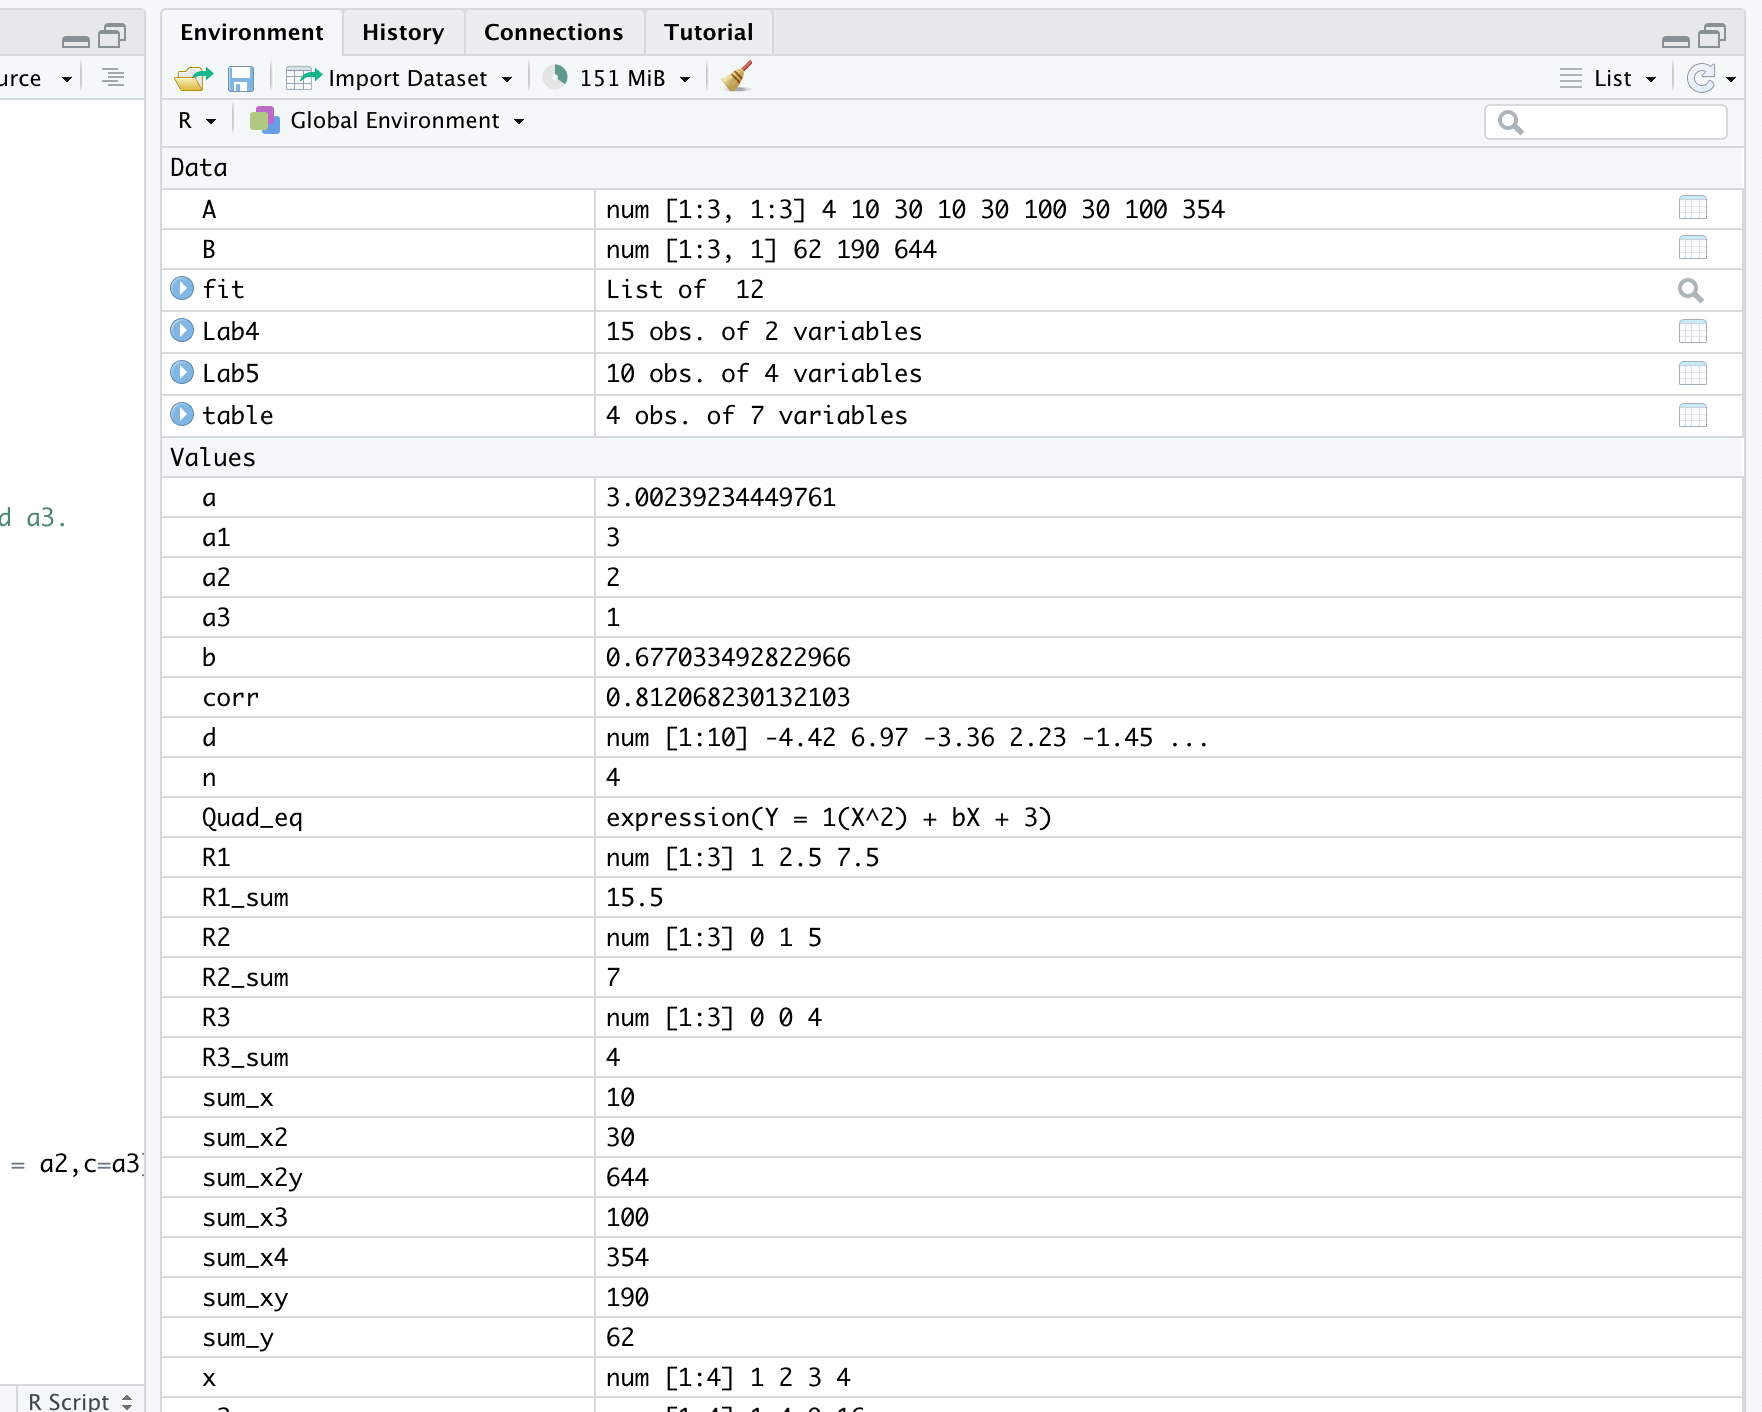 Environment History Connections Tutorial
Import Dataset 151 MiB List
R Global Environment
Data
A num [1:3, 1:3] 4 10 30 10 30 100 30 100 354
B num [1:3, 1] 62 190 644
fit List of 12
Lab4 15 obs. of 2 variables
Lab5 10 obs. of 4 variables
table 4 obs. of 7 variables
Values
a 3.00239234449761
d a3.
a1 3
a2 2
a3 1
b 0.677033492822966
corr 0.812068230132103
d num [1:10] -4.42 6.97 -3.36 2.23 -1.45 ...
n 4
Quad_eq expression(Y = 1(X^2) + bX + 3)
R1 num [1:3] 1 2.5 7.5
R1_sum 15.5
R2 num [1:3] 0 1 5
R2_sum 7
R3 num [1:3] 0 0 4
R3_sum 4
sum_x 10
sum_x2 30
= a2,c=a3
sum_x2y 644
sum_x3 100
sum_x4 354
sum_xy 190
sum_y 62
x num [1:4] 1 2 3 4
R Script